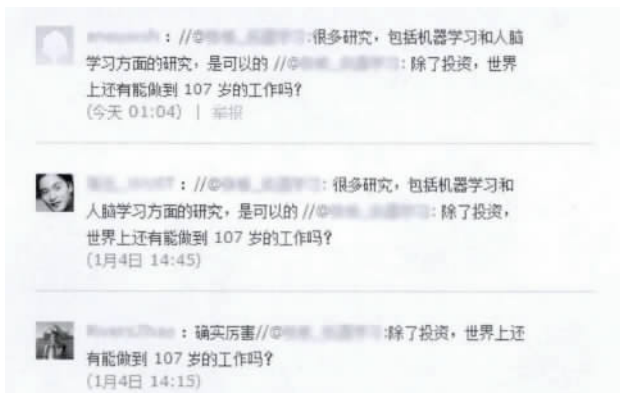 ：//@ :很多研究，包括机器学习和人脑
学习方面的研究，是可以的 //@ : 除了投资，世界
上还有能做到 107 岁的工作吗？
(今天 01:04) | 举报
：//@ : 很多研究，包括机器学习和
人脑学习方面的研究，是可以的 //@ : 除了投资，
世界上还有能做到 107 岁的工作吗？
(1月4日 14:45)
：确实厉害//@ :除了投资，世界上还
有能做到 107 岁的工作吗？
(1月4日 14:15)